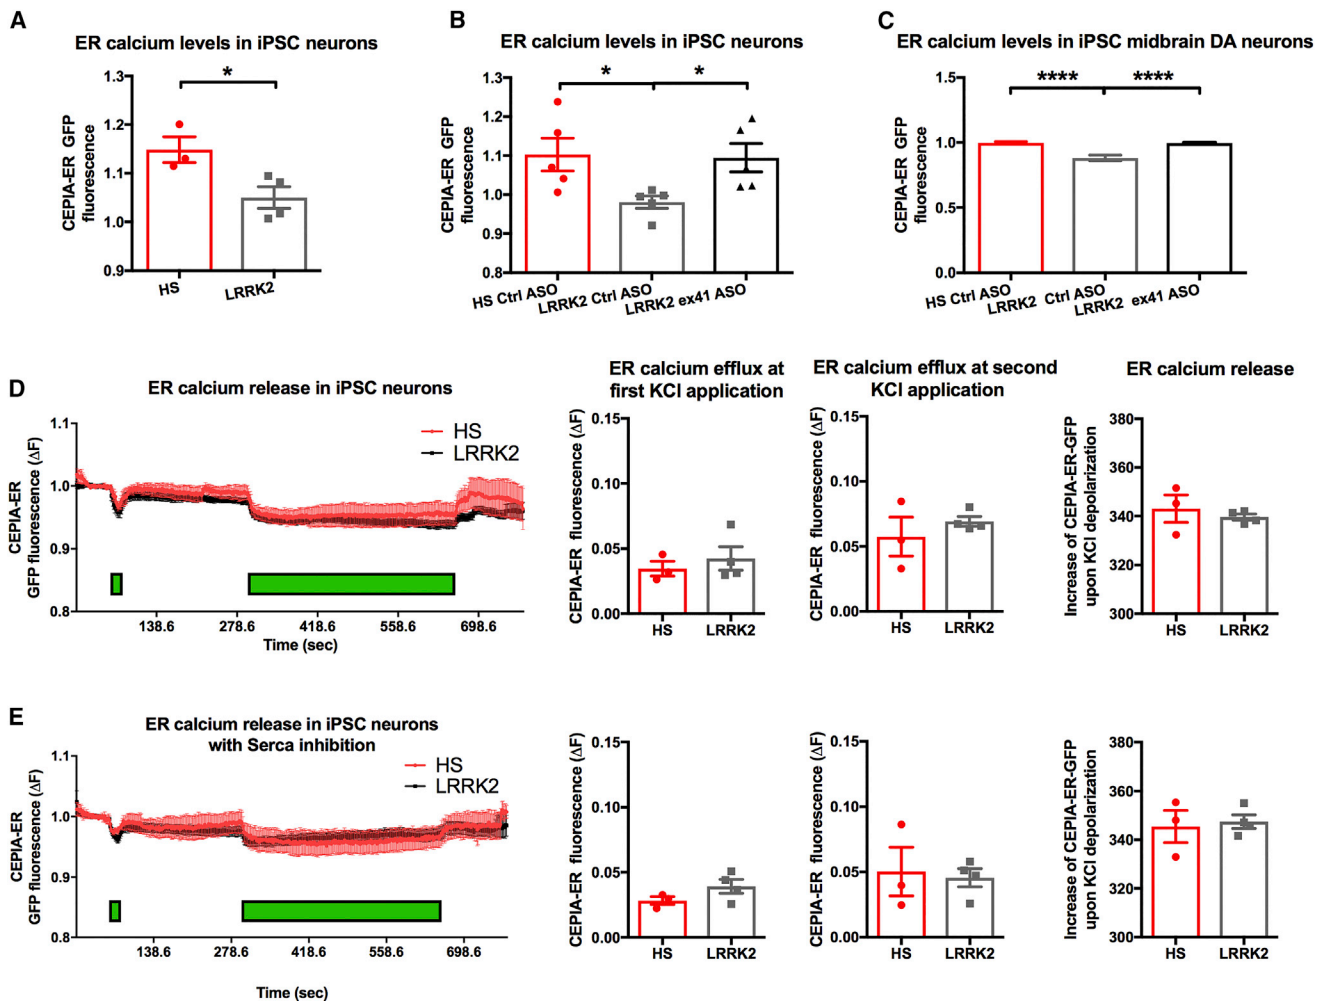 A
ER calcium levels in iPSC neurons
*
CEPIA-ER GFP
fluorescence
1.3
1.2
1.1
1.0
0.9
HS
LRRK2
B
ER calcium levels in iPSC neurons
*
*
CEPIA-ER GFP
fluorescence
1.3
1.2
1.1
1.0
0.9
0.8
HS Ctrl ASO
LRRK2 Ctrl ASO
LRRK2 ex41 ASO
C
ER calcium levels in iPSC midbrain DA neurons
****
****
CEPIA-ER GFP
fluorescence
1.5
1.0
0.5
0.0
HS Ctrl ASO
LRRK2 Ctrl ASO
LRRK2 ex41 ASO
D
ER calcium release in iPSC neurons
HS
LRRK2
CEPIA-ER
GFP fluorescence (ΔF)
1.1
1.0
0.9
0.8
138.6
278.6
418.6
558.6
698.6
Time (sec)
ER calcium efflux at
first KCl application
CEPIA-ER fluorescence (ΔF)
0.15
0.10
0.05
0.00
HS
LRRK2
ER calcium efflux at second
KCl application
CEPIA-ER fluorescence (ΔF)
0.15
0.10
0.05
0.00
HS
LRRK2
ER calcium release
Increase of CEPIA-ER-GFP
upon KCl depolarization
380
360
340
320
300
HS
LRRK2
E
ER calcium release in iPSC neurons
with Serca inhibition
HS
LRRK2
CEPIA-ER
GFP fluorescence (ΔF)
1.1
1.0
0.9
0.8
138.6
278.6
418.6
558.6
698.6
Time (sec)
CEPIA-ER fluorescence (ΔF)
0.15
0.10
0.05
0.00
HS
LRRK2
CEPIA-ER fluorescence (ΔF)
0.15
0.10
0.05
0.00
HS
LRRK2
Increase of CEPIA-ER-GFP
upon KCl depolarization
380
360
340
320
300
HS
LRRK2